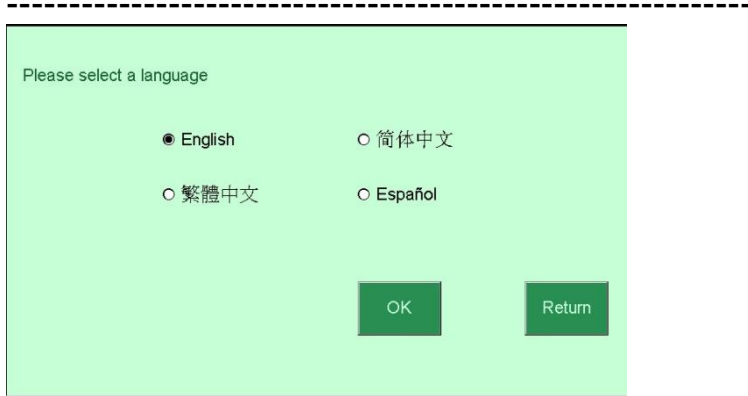 Please select a language
English 简体中文
繁體中文 Español
OK Return